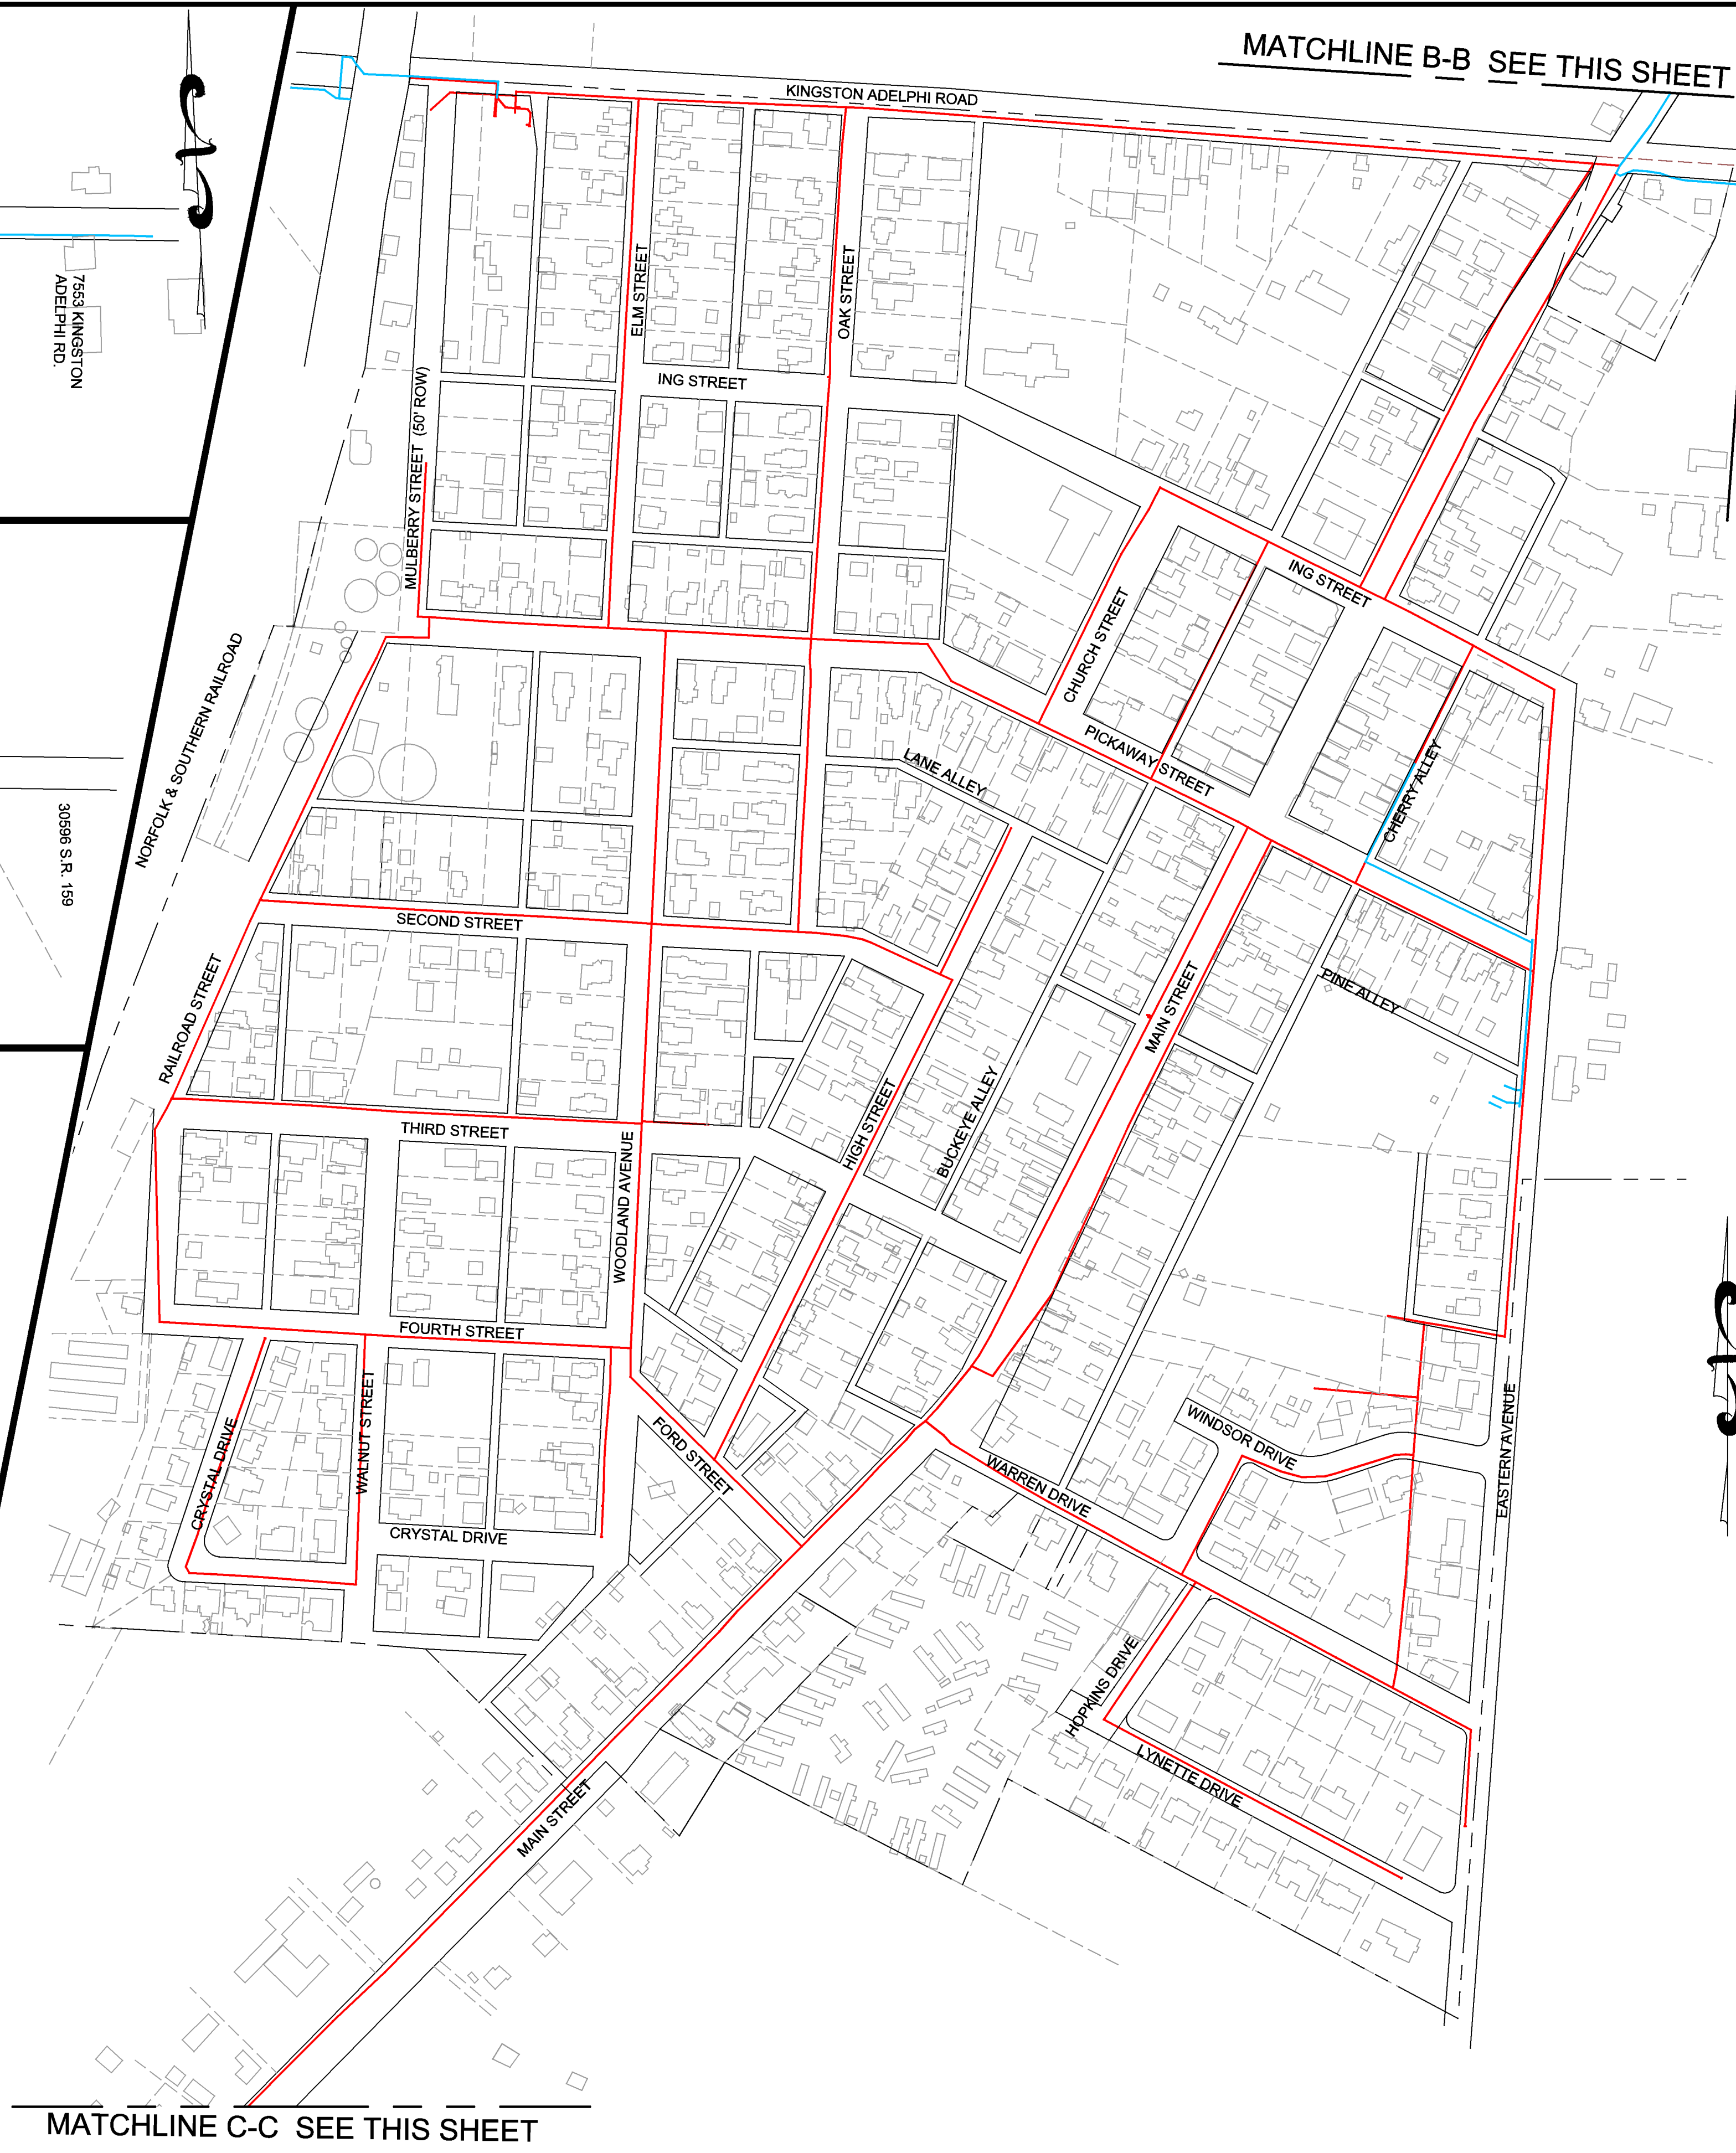 MATCHLINE B-B SEE THIS SHEET
KINGSTON ADELPHI ROAD
7553 KINGSTON
ADELPHI RD.
ELM STREET
OAK STREET
ING STREET
MULBERRY STREET (50' ROW)
ING STREET
CHURCH STREET
NORFOLK & SOUTHERN RAILROAD
PICKAWAY STREET
LANE ALLEY
CHERRY ALLEY
30596 S.R. 159
SECOND STREET
RAILROAD STREET
MAIN STREET
PINE ALLEY
HIGH STREET
BUCKEYE ALLEY
THIRD STREET
WOODLAND AVENUE
FOURTH STREET
WALNUT STREET
CRYSTAL DRIVE
FORD STREET
WINDSOR DRIVE
EASTERN AVENUE
WARREN DRIVE
CRYSTAL DRIVE
HOPKINS DRIVE
LYNETTE DRIVE
MAIN STREET
MATCHLINE C-C SEE THIS SHEET